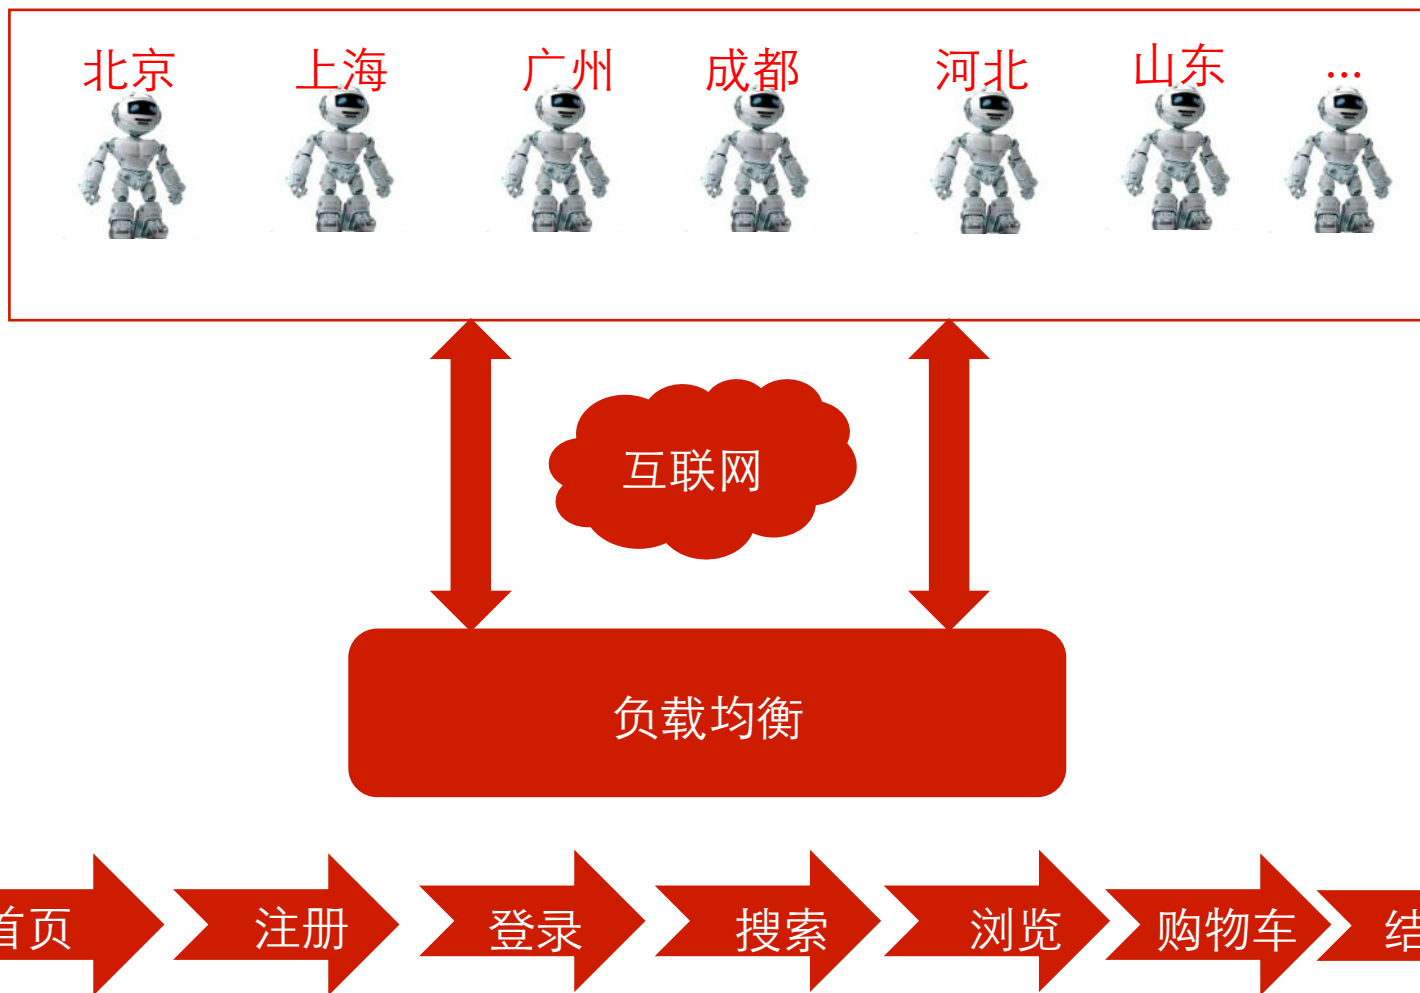 北京 上海 广州 成都 河北 山东 ...
互联网
负载均衡
首页 注册 登录 搜索 浏览 购物车 结